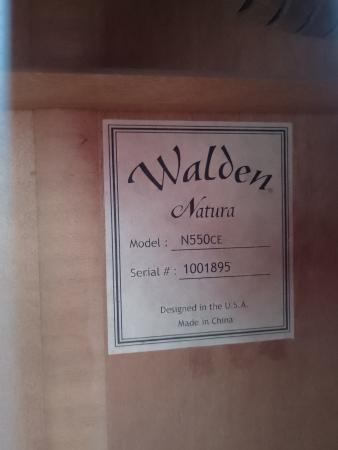 Walden®
Natura
Model : N550CE
Serial # : 1001895
Designed in the U.S.A.
Made in China